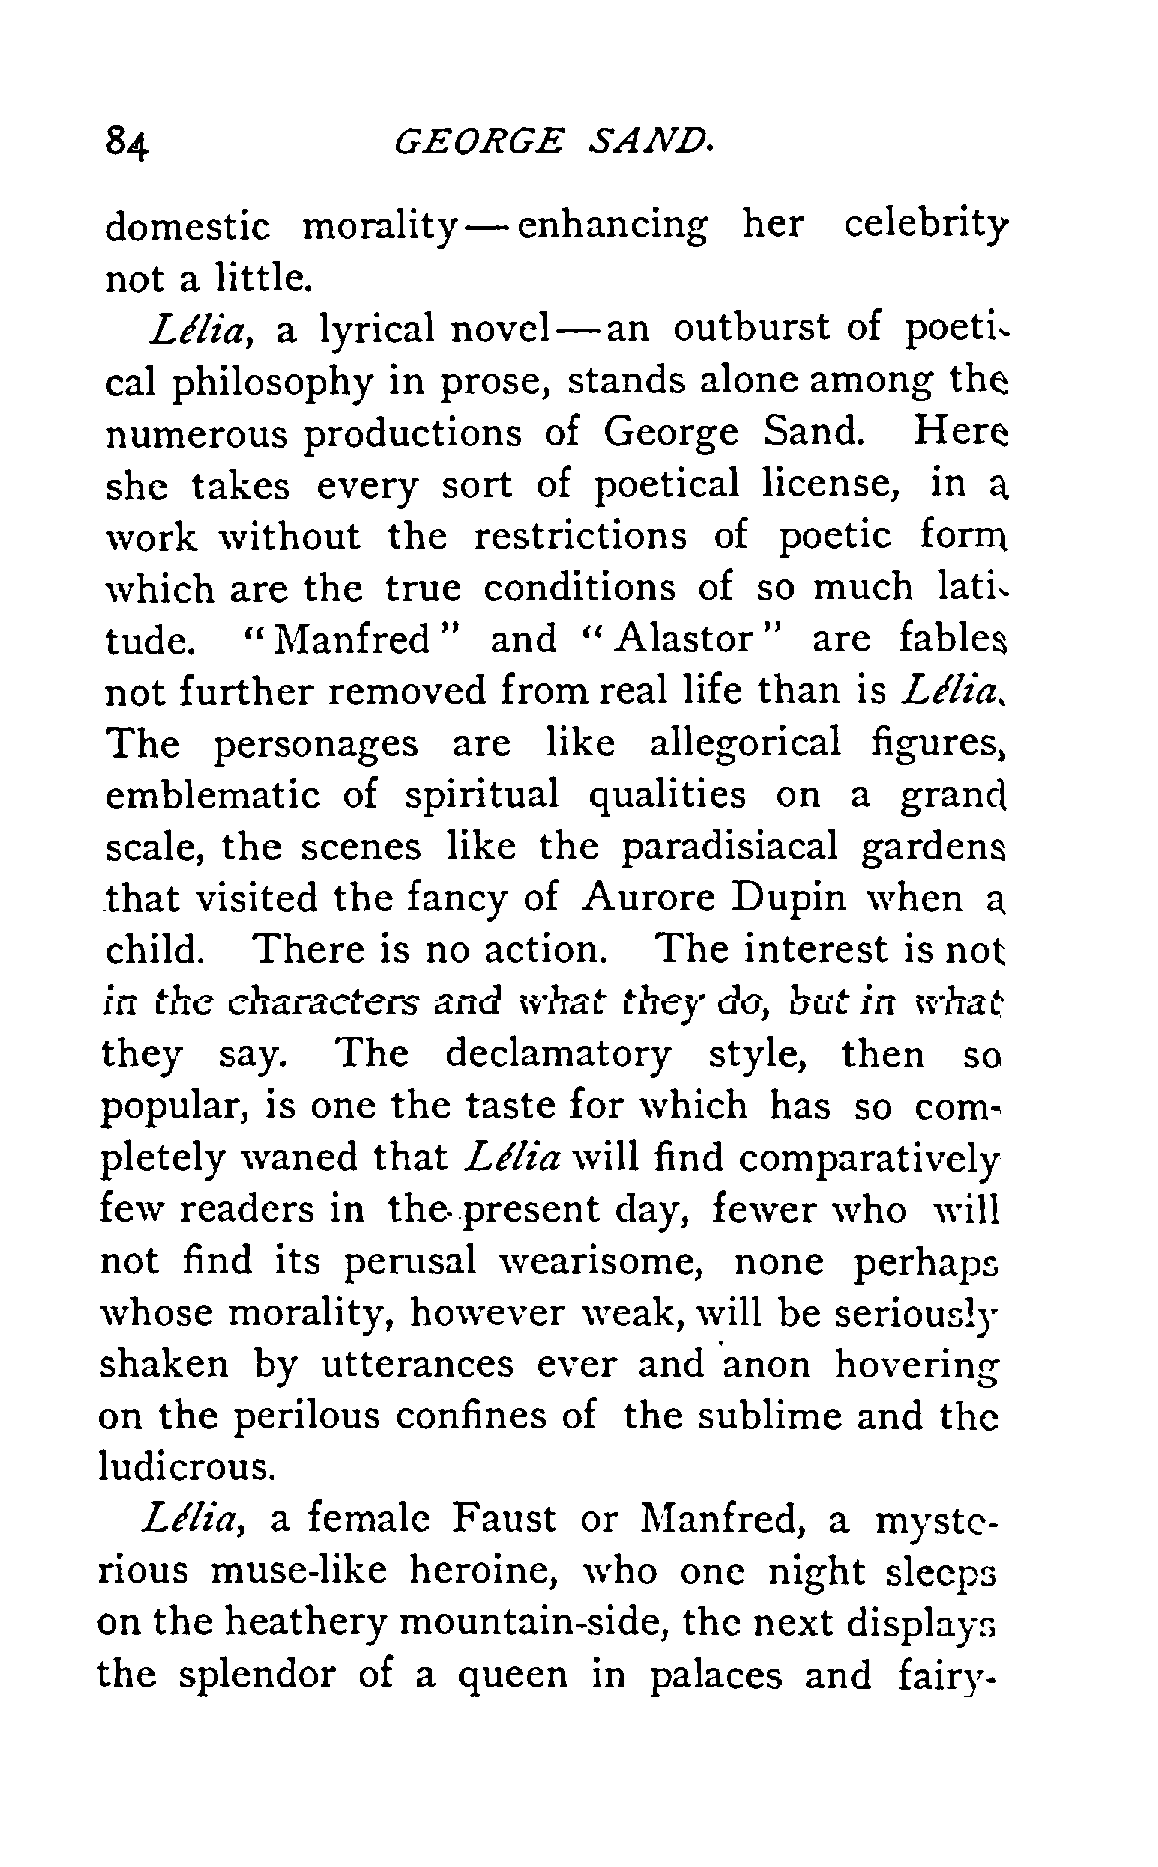 84 GEORGE SAND.
domestic morality—enhancing her celebrity
not a little.
Lélia, a lyrical novel—an outburst of poeti-
cal philosophy in prose, stands alone among the
numerous productions of George Sand. Here
she takes every sort of poetical license, in a
work without the restrictions of poetic form
which are the true conditions of so much lati-
tude. "Manfred" and "Alastor" are fables
not further removed from real life than is Lélia.
The personages are like allegorical figures,
emblematic of spiritual qualities on a grand
scale, the scenes like the paradisiacal gardens
that visited the fancy of Aurore Dupin when a
child. There is no action. The interest is not
in the characters and what they do, but in what
they say. The declamatory style, then so
popular, is one the taste for which has so com-
pletely waned that Lélia will find comparatively
few readers in the present day, fewer who will
not find its perusal wearisome, none perhaps
whose morality, however weak, will be seriously
shaken by utterances ever and anon hovering
on the perilous confines of the sublime and the
ludicrous.
Lélia, a female Faust or Manfred, a myste-
rious muse-like heroine, who one night sleeps
on the heathery mountain-side, the next displays
the splendor of a queen in palaces and fairy-